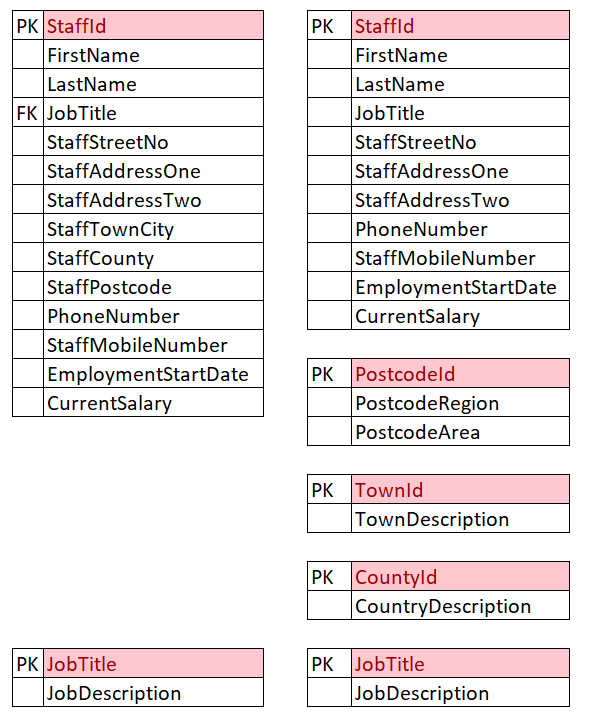 PK StaffId
FirstName
LastName
FK JobTitle
StaffStreetNo
StaffAddressOne
StaffAddressTwo
StaffTownCity
StaffCounty
StaffPostcode
PhoneNumber
StaffMobileNumber
EmploymentStartDate
CurrentSalary
PK JobTitle
JobDescription
PK StaffId
FirstName
LastName
JobTitle
StaffStreetNo
StaffAddressOne
StaffAddressTwo
PhoneNumber
StaffMobileNumber
EmploymentStartDate
CurrentSalary
PK PostcodeId
PostcodeRegion
PostcodeArea
PK TownId
TownDescription
PK CountyId
CountryDescription
PK JobTitle
JobDescription